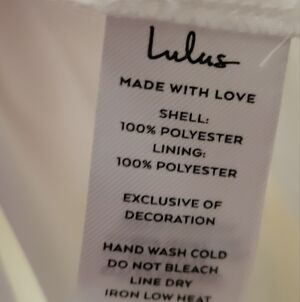 Lulus
MADE WITH LOVE
SHELL:
100% POLYESTER
LINING:
100% POLYESTER
EXCLUSIVE OF
DECORATION
HAND WASH COLD
DO NOT BLEACH
LINE DRY
IRON LOW HEAT